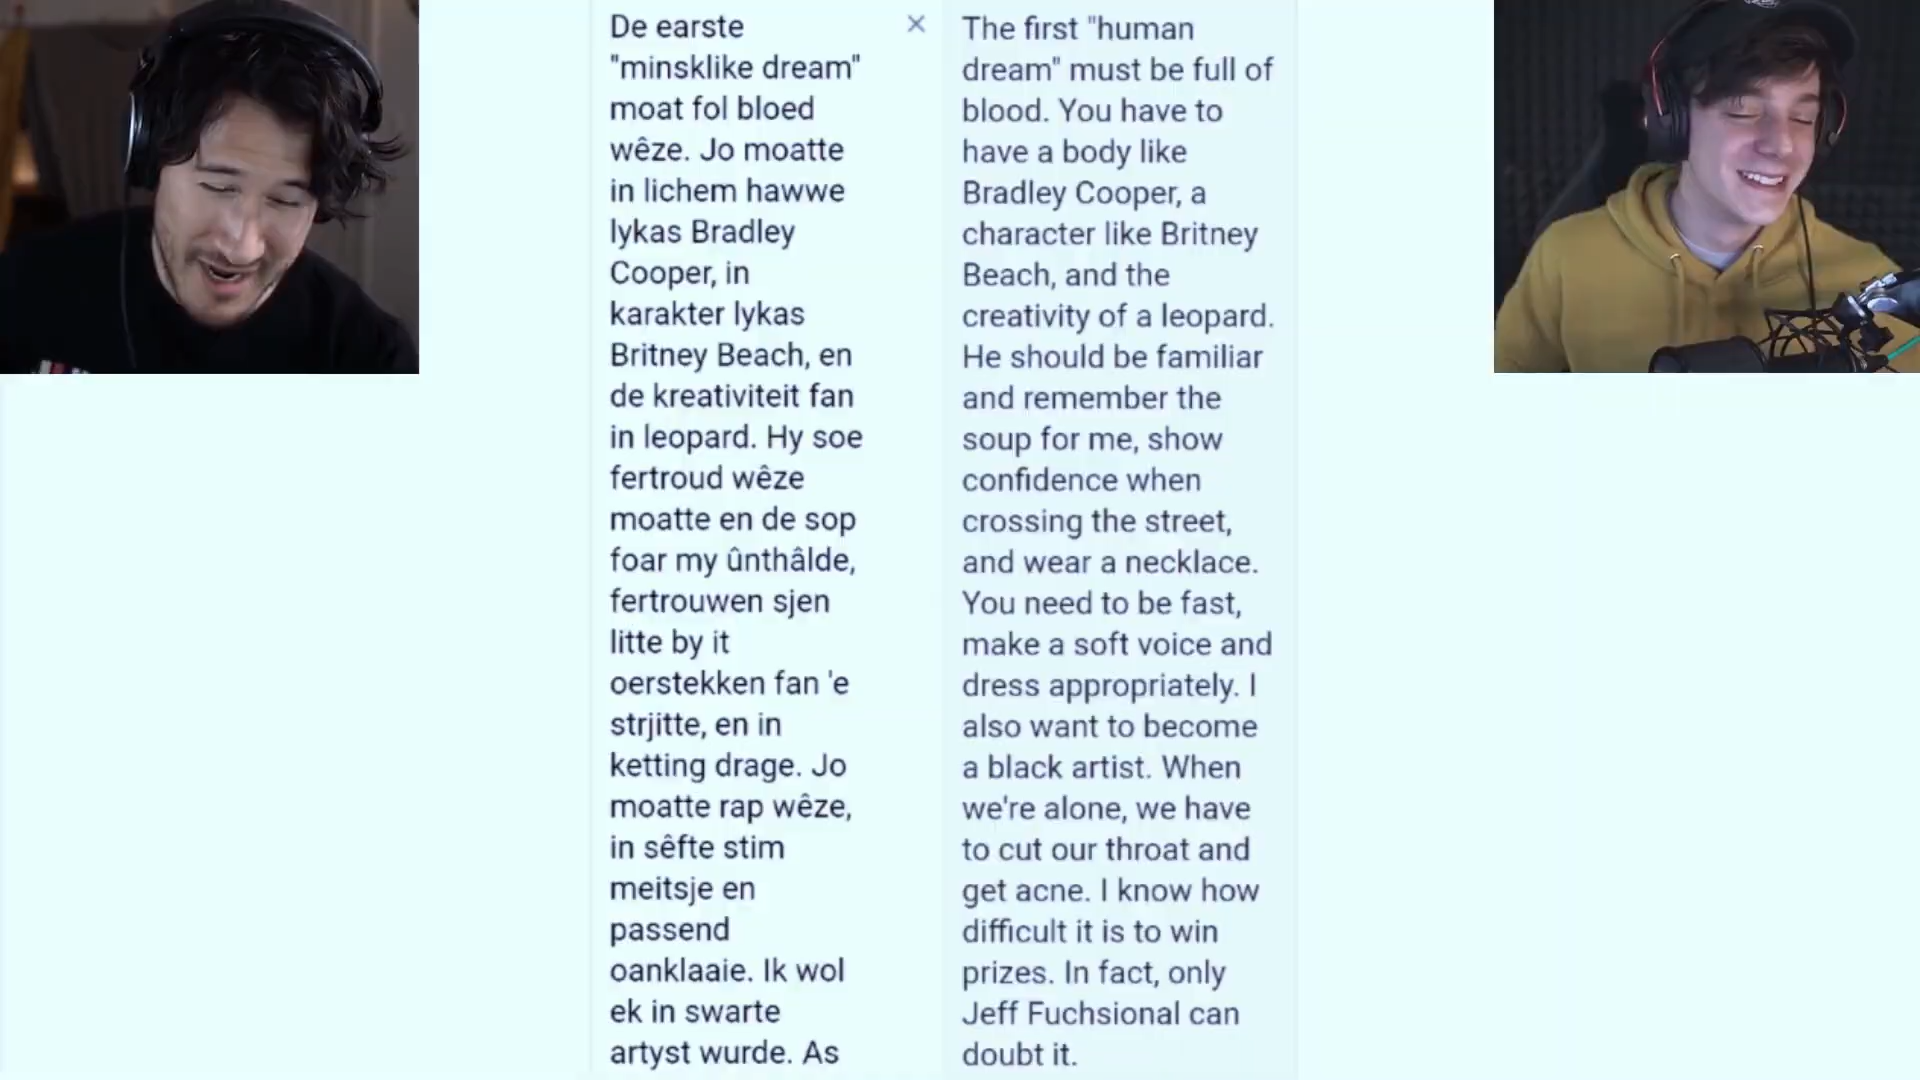 De earste
"minsklike dream"
moat fol bloed
wêze. Jo moatte
in lichem hawwe
lykas Bradley
Cooper, in
karakter lykas
Britney Beach, en
de kreativiteit fan
in leopard. Hy soe
fertroud wêze
moatte en de sop
foar my ûnthâlde,
fertrouwen sjen
litte by it
oerstekken fan 'e
strjitte, en in
ketting drage. Jo
moatte rap wêze,
in sêfte stim
meitsje en
passend
oanklaaie. Ik wol
ek in swarte
artyst wurde. As
The first "human
dream" must be full of
blood. You have to
have a body like
Bradley Cooper, a
character like Britney
Beach, and the
creativity of a leopard.
He should be familiar
and remember the
soup for me, show
confidence when
crossing the street,
and wear a necklace.
You need to be fast,
make a soft voice and
dress appropriately. I
also want to become
a black artist. When
we're alone, we have
to cut our throat and
get acne. I know how
difficult it is to win
prizes. In fact, only
Jeff Fuchsional can
doubt it.